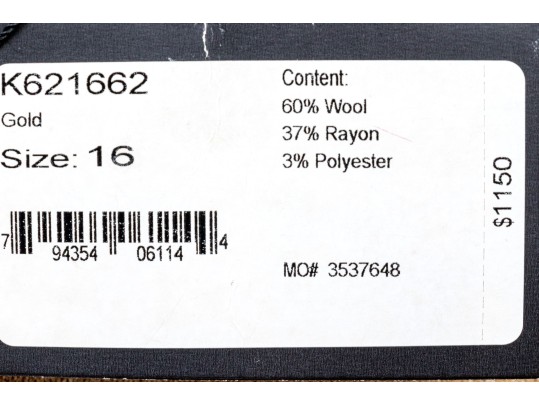 K621662
Gold
Size: 16
7 94354 06114 4
Content:
60% Wool
37% Rayon
3% Polyester
MO# 3537648
$1150